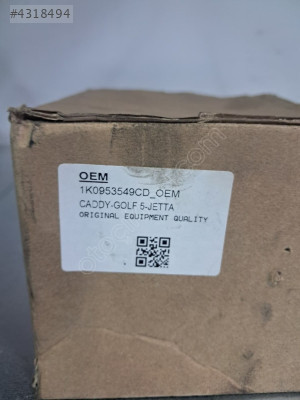 #4318494
OEM
1K0953549CD_OEM
CADDY-GOLF 5-JETTA
ORIGINAL EQUIPMENT QUALITY